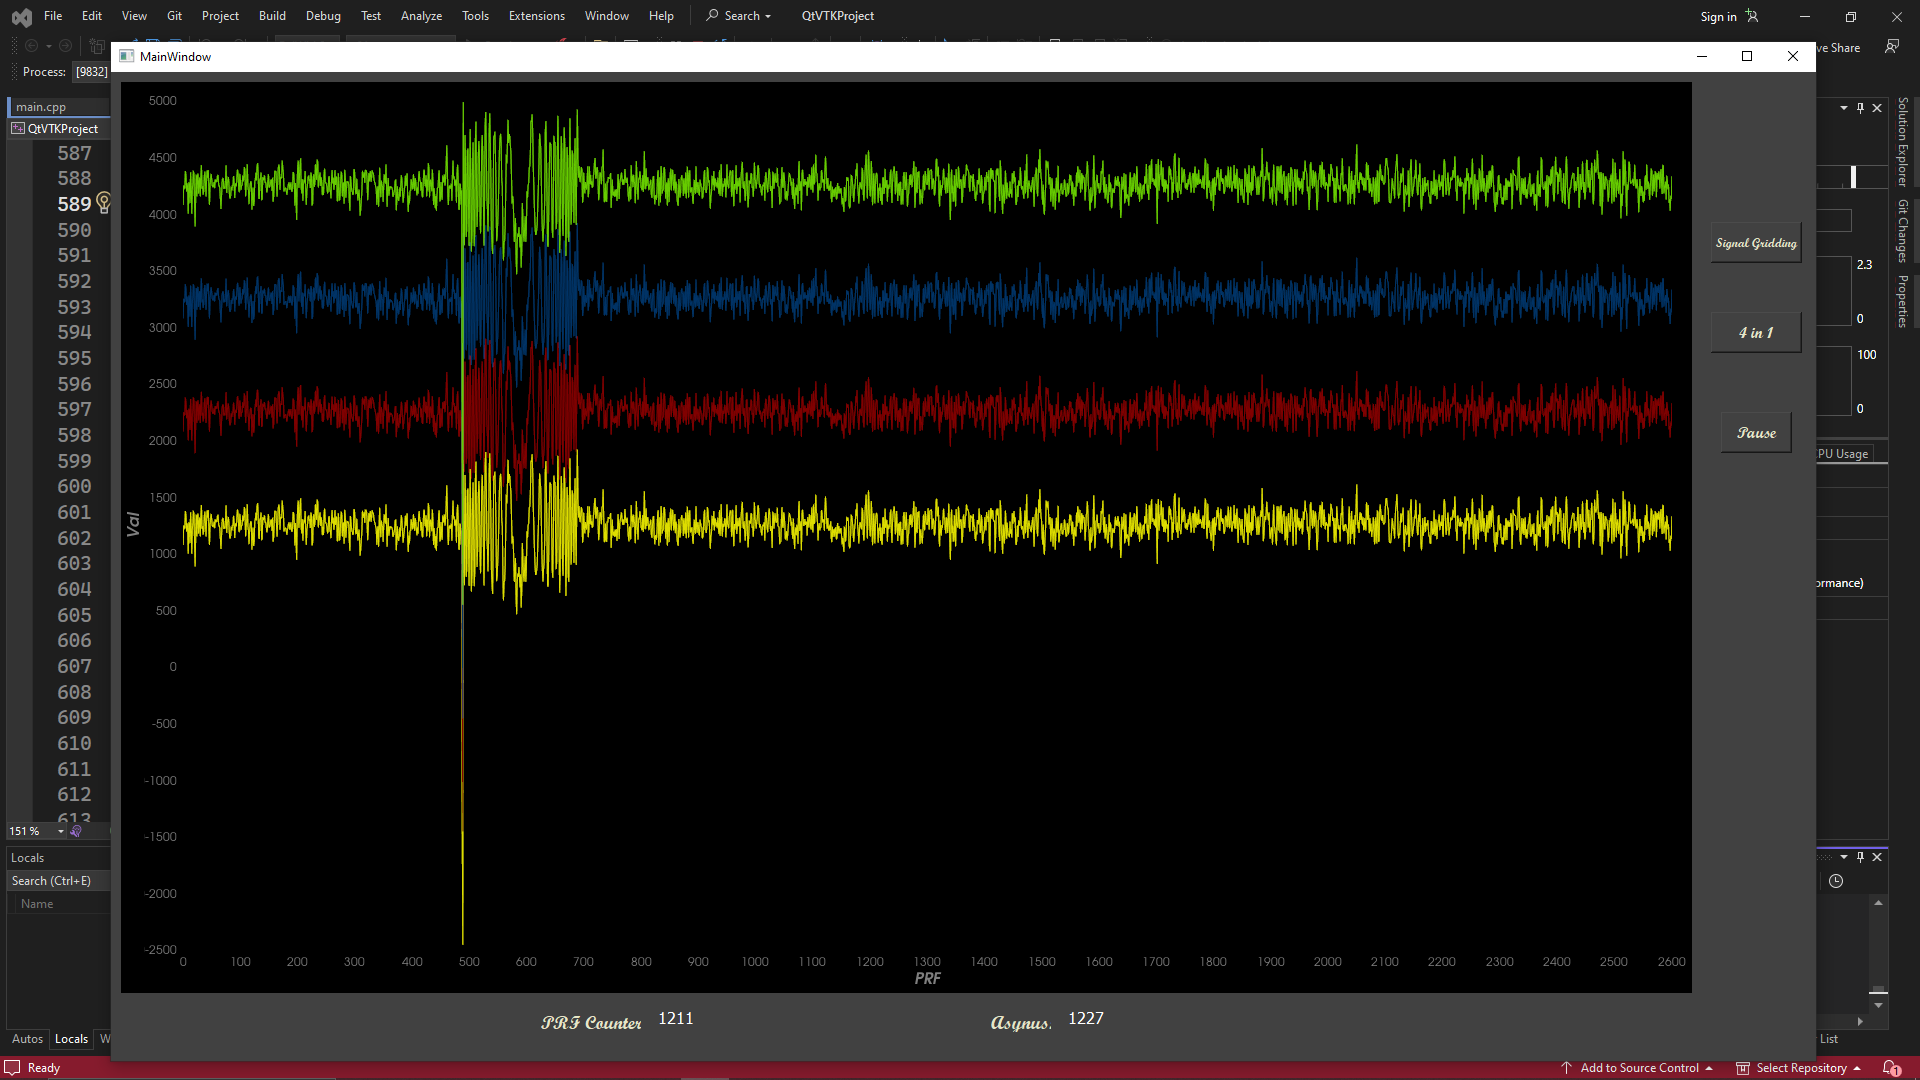 File Edit View Git Project Build Debug Test Analyze Tools Extensions Window Help Search QtVTKProject Sign in
ve Share
Process: [9832]
MainWindow
main.cpp
QtVTKProject
587
588
589
590
591
592
593
594
595
596
597
598
599
600
601
602
603
604
605
606
607
608
609
610
611
612
613
151 %
Locals
Search (Ctrl+E)
Name
Autos Locals W
5000
4500
4000
3500
3000
2500
2000
1500
1000
500
0
-500
-1000
-1500
-2000
-2500
Val
0 100 200 300 400 500 600 700 800 900 1000 1100 1200 1300 1400 1500 1600 1700 1800 1900 2000 2100 2200 2300 2400 2500 2600
PRF
Signal Gridding
4 in 1
Pause
PRF Counter 1211
Asynus. 1227
2.3
0
100
0
CPU Usage
ormance)
List
Solution Explorer
Git Changes
Properties
Ready
Add to Source Control Select Repository 1